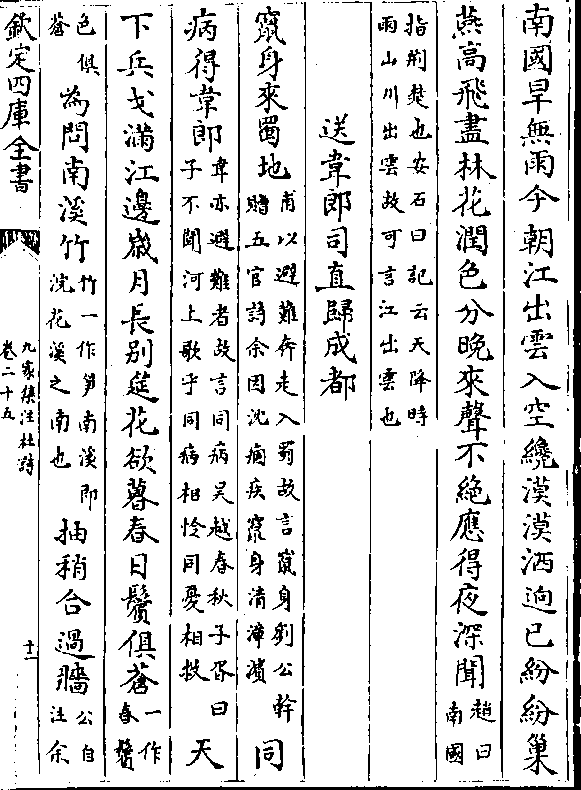 南國旱無雨今朝江出雲入空纔漠漠洒逈已紛紛巢
燕高飛盡林花潤色分晚來聲不絶應得夜深聞趙曰南國
指荆楚也安石曰記云天降時
雨山川出雲故可言江出雲也
送韋郎司直歸成都
竄身來蜀地甫以避難奔走入蜀故言竄身劉公幹贈五官詩余因沈痼疾竄身清漳濱同
病得韋郎韋亦避難者故言同病吳越春秋子胥曰子不聞河上歌乎同病相憐同憂相救天
下兵戈滿江邊歲月長别筵花欲暮春日鬢俱蒼一作春鬢
色俱蒼為問南溪竹竹一作笋南溪即浣花溪之南也抽稍合過牆公自注余
欽定四庫全書
九家集注杜詩
卷二十五